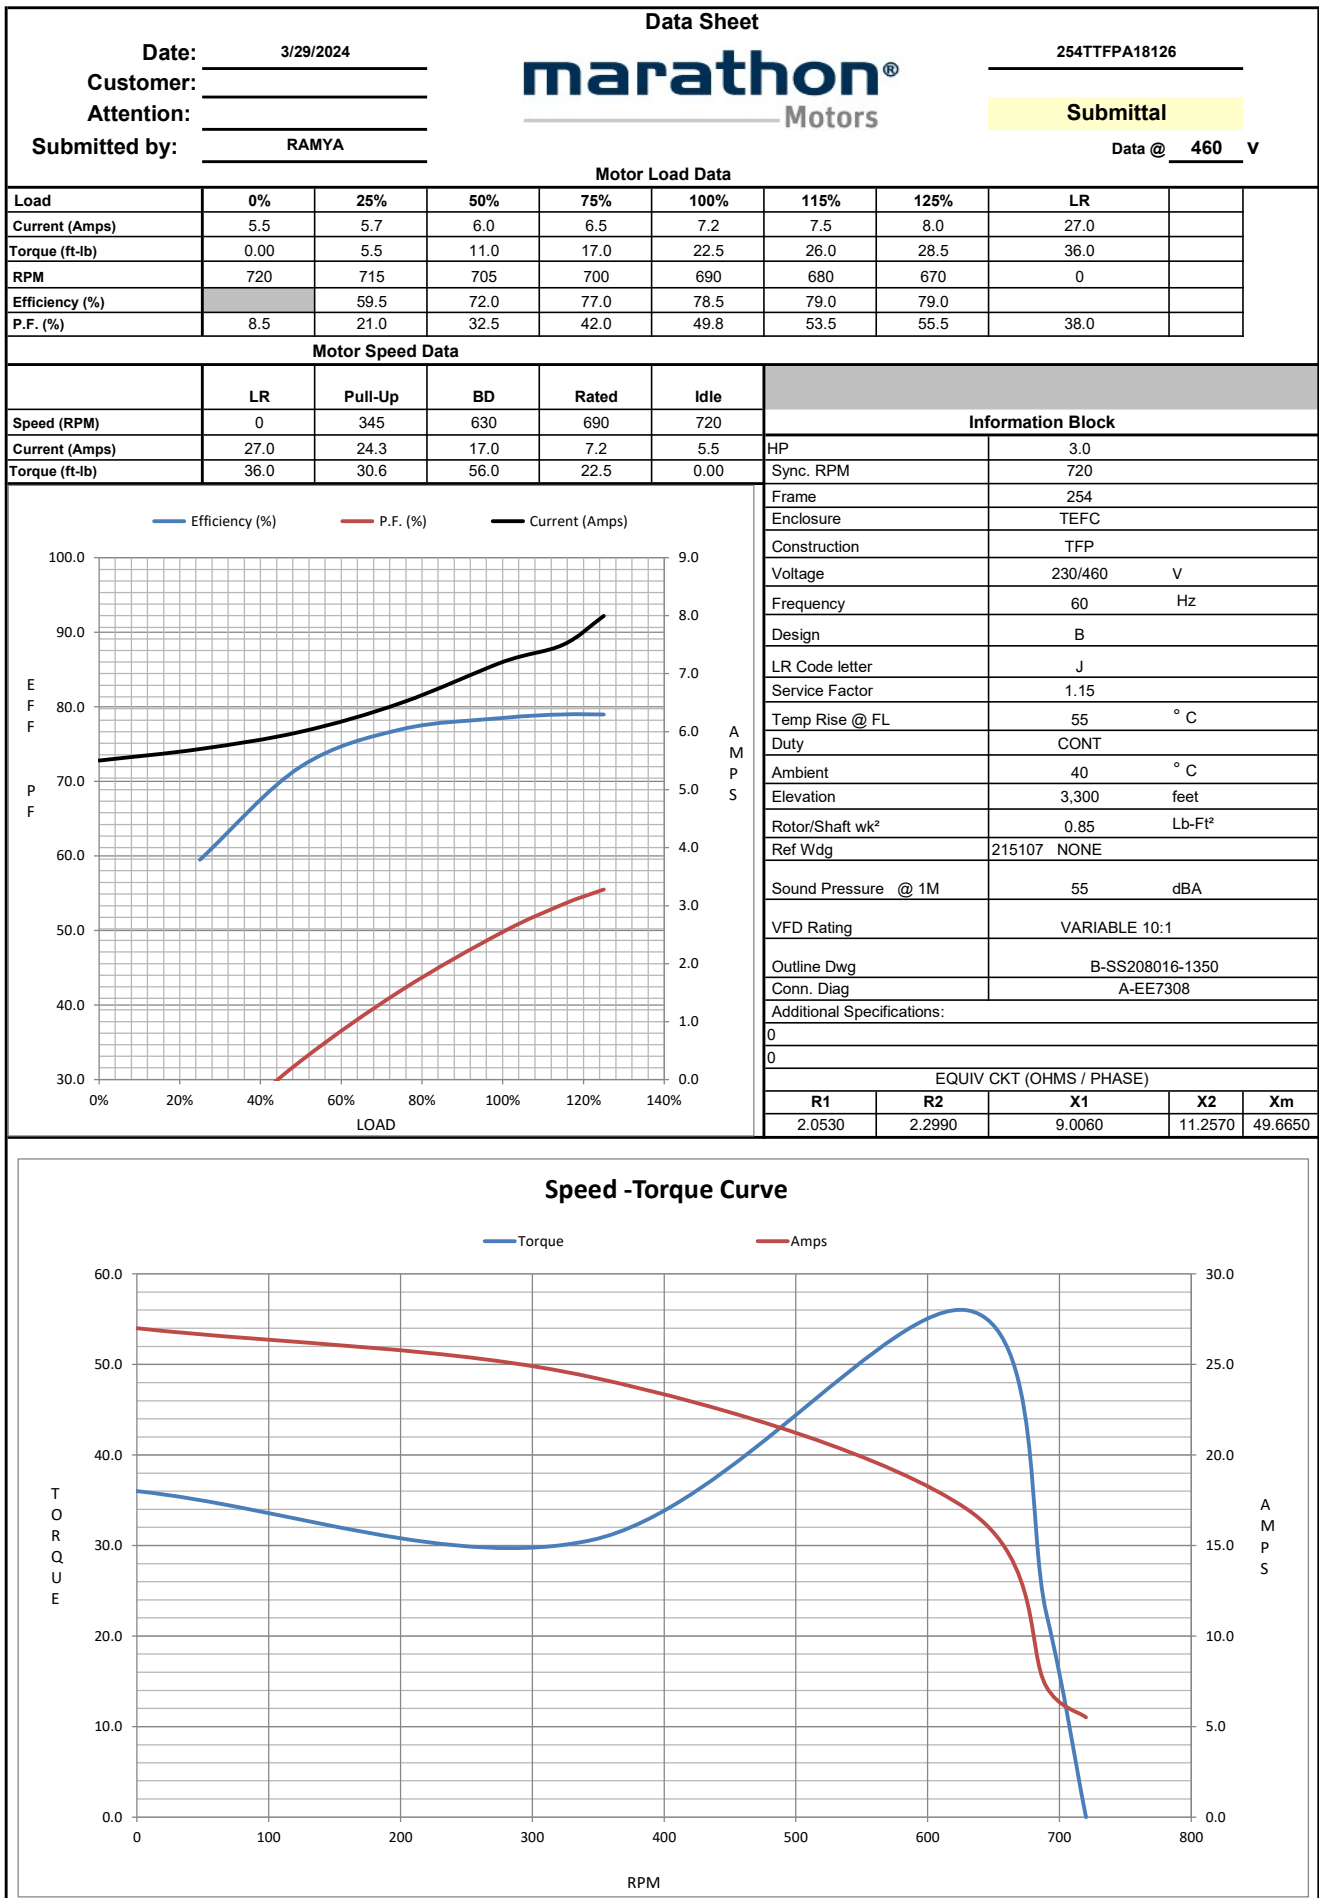 Data Sheet
Date: 3/29/2024 254TTFPA18126
Customer:
marathon®
Motors
Attention:
Submittal
Submitted by: RAMYA
Data @ 460 V
Motor Load Data
Load 0% 25% 50% 75% 100% 115% 125% LR
Current (Amps) 5.5 5.7 6.0 6.5 7.2 7.5 8.0 27.0
Torque (ft-lb) 0.00 5.5 11.0 17.0 22.5 26.0 28.5 36.0
RPM 720 715 705 700 690 680 670 0
Efficiency (%) 59.5 72.0 77.0 78.5 79.0 79.0
P.F. (%) 8.5 21.0 32.5 42.0 49.8 53.5 55.5 38.0
Motor Speed Data
LR Pull-Up BD Rated Idle
Speed (RPM) 0 345 630 690 720
Current (Amps) 27.0 24.3 17.0 7.2 5.5
Torque (ft-lb) 36.0 30.6 56.0 22.5 0.00
Information Block
HP 3.0
Sync. RPM 720
Frame 254
Enclosure TEFC
Construction TFP
Voltage 230/460 V
Frequency 60 Hz
Design B
LR Code letter J
Service Factor 1.15
Temp Rise @ FL 55 ° C
Duty CONT
Ambient 40 ° C
Elevation 3,300 feet
Rotor/Shaft wk² 0.85 Lb-Ft²
Ref Wdg 215107 NONE
Sound Pressure @ 1M 55 dBA
VFD Rating VARIABLE 10:1
Outline Dwg B-SS208016-1350
Conn. Diag A-EE7308
Additional Specifications:
0
0
EQUIV CKT (OHMS / PHASE)
R1 R2 X1 X2 Xm
2.0530 2.2990 9.0060 11.2570 49.6650
Efficiency (%) P.F. (%) Current (Amps)
100.0
90.0
80.0
70.0
60.0
50.0
40.0
30.0
EFF PF
9.0
8.0
7.0
6.0
5.0
4.0
3.0
2.0
1.0
0.0
AMPS
0% 20% 40% 60% 80% 100% 120% 140%
LOAD
Speed -Torque Curve
Torque Amps
60.0
50.0
40.0
30.0
20.0
10.0
0.0
TORQUE
30.0
25.0
20.0
15.0
10.0
5.0
0.0
AMPS
0 100 200 300 400 500 600 700 800
RPM